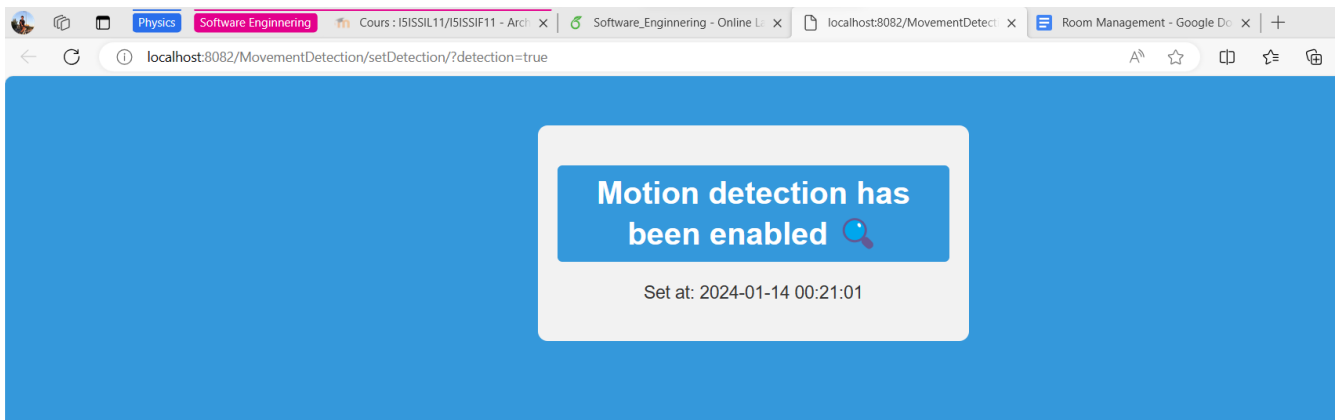 Physics
Software Enginnering
Cours : I5ISSIL11/I5ISSIF11 - Arch
Software_Enginnering - Online La
localhost:8082/MovementDetect
Room Management - Google Do
localhost:8082/MovementDetection/setDetection/?detection=true
Motion detection has
been enabled
Set at: 2024-01-14 00:21:01